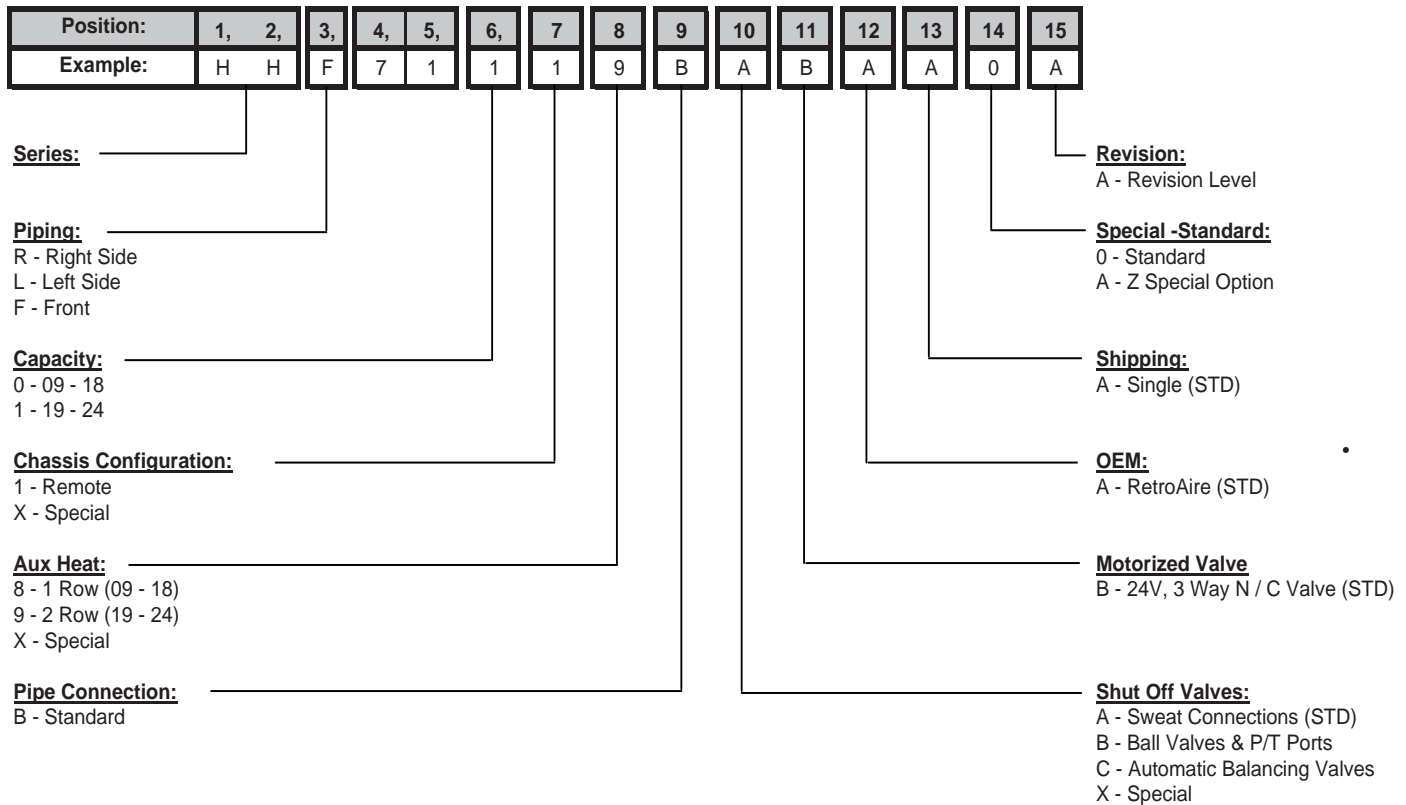 Position: 1, 2, 3, 4, 5, 6, 7 8 9 10 11 12 13 14 15
Example: H H F 7 1 1 1 9 B A B A A 0 A
Series:
Piping:
R - Right Side
L - Left Side
F - Front
Capacity:
0 - 09 - 18
1 - 19 - 24
Chassis Configuration:
1 - Remote
X - Special
Aux Heat:
8 - 1 Row (09 - 18)
9 - 2 Row (19 - 24)
X - Special
Pipe Connection:
B - Standard
Revision:
A - Revision Level
Special -Standard:
0 - Standard
A - Z Special Option
Shipping:
A - Single (STD)
OEM:
A - RetroAire (STD)
Motorized Valve
B - 24V, 3 Way N / C Valve (STD)
Shut Off Valves:
A - Sweat Connections (STD)
B - Ball Valves & P/T Ports
C - Automatic Balancing Valves
X - Special